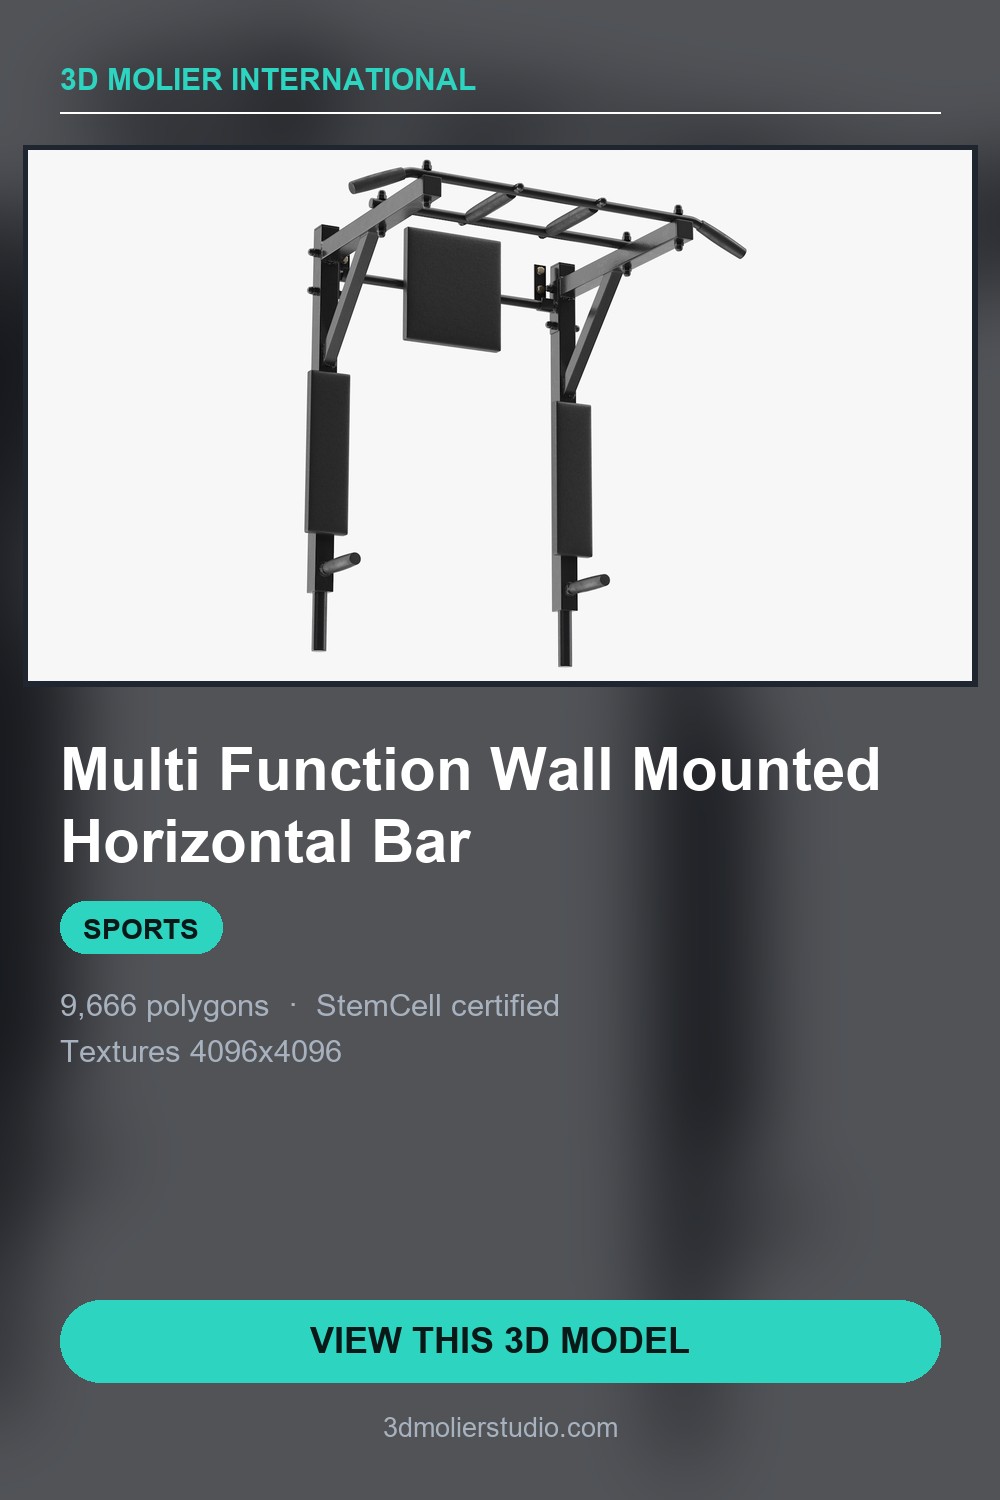 3D MOLIER INTERNATIONAL
Multi Function Wall Mounted
Horizontal Bar
SPORTS
9,666 polygons · StemCell certified
Textures 4096x4096
VIEW THIS 3D MODEL
3dmolierstudio.com